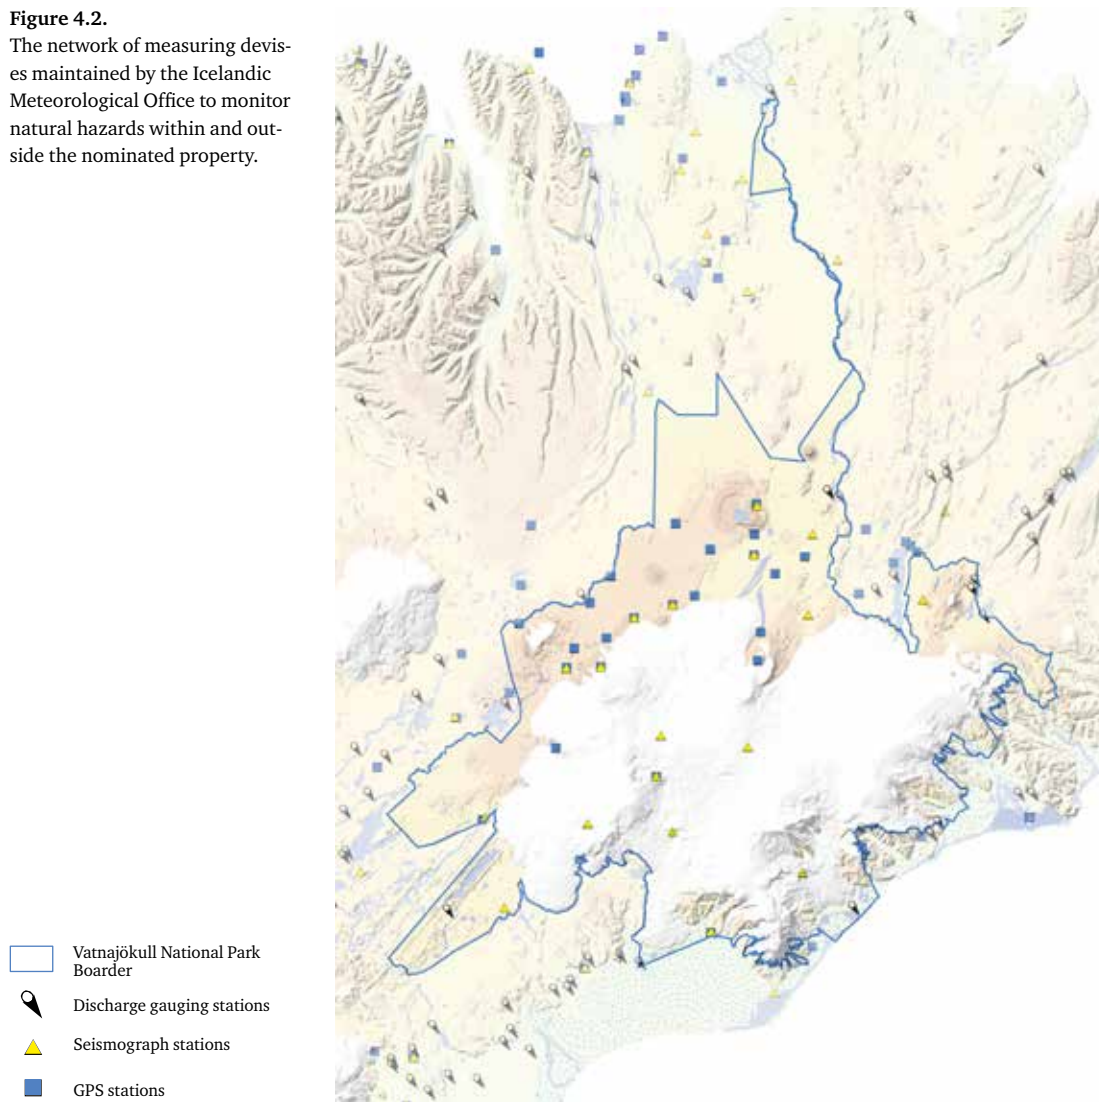 Figure 4.2.
The network of measuring devis-
es maintained by the Icelandic
Meteorological Office to monitor
natural hazards within and out-
side the nominated property.
Vatnajökull National Park
Boarder
Discharge gauging stations
Seismograph stations
GPS stations